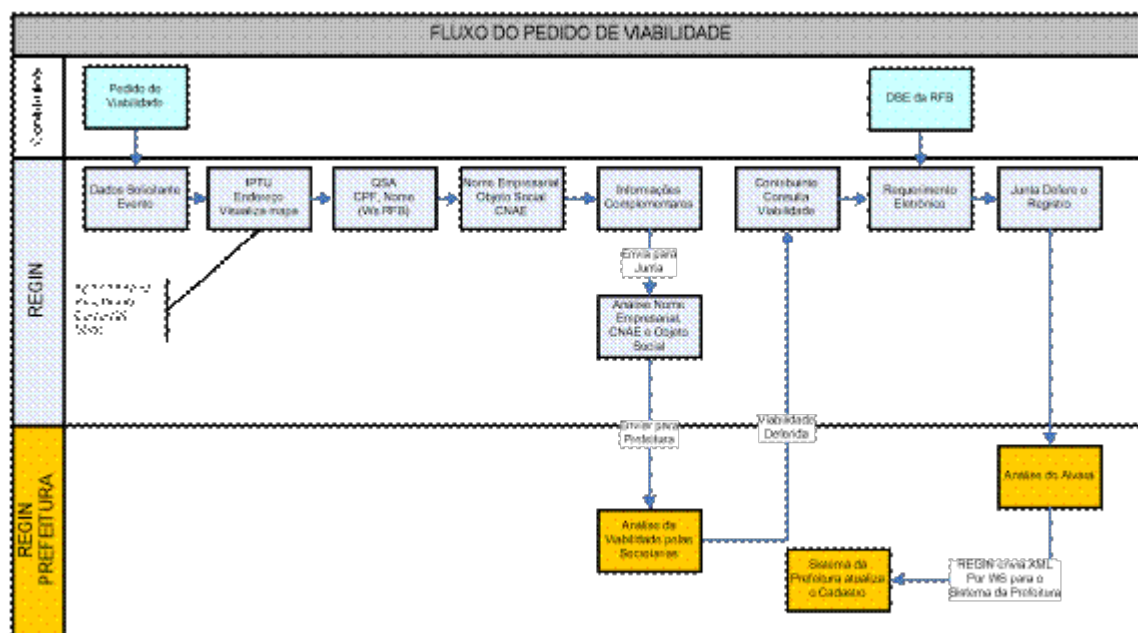 FLUXO DO PEDIDO DE VIABILIDADE
Pedido de
Viabilidade
DBE da RFB
REGIN
Dados Solicitante
Evento
IPTU
Endereço
Visualiza mapa
QSA
CPF, Nome
(Ws RFB)
Nome Empresarial
Objeto Social
CNAE
Informações
Complementares
Contribuinte
Consulta
Viabilidade
Requerimento
Eletrônico
Junta Defere o
Registro
Envia para
Junta
Análise Nome
Empresarial,
CNAE e Objeto
Social
Enviar para
Prefeitura
Viabilidade
Deferida
REGIN
PREFEITURA
Análise do Alvará
Análise da
Viabilidade pelas
Secretarias
Sistema da
Prefeitura atualiza
o Cadastro
REGIN envia XML
Por WS para o
Sistema da Prefeitura